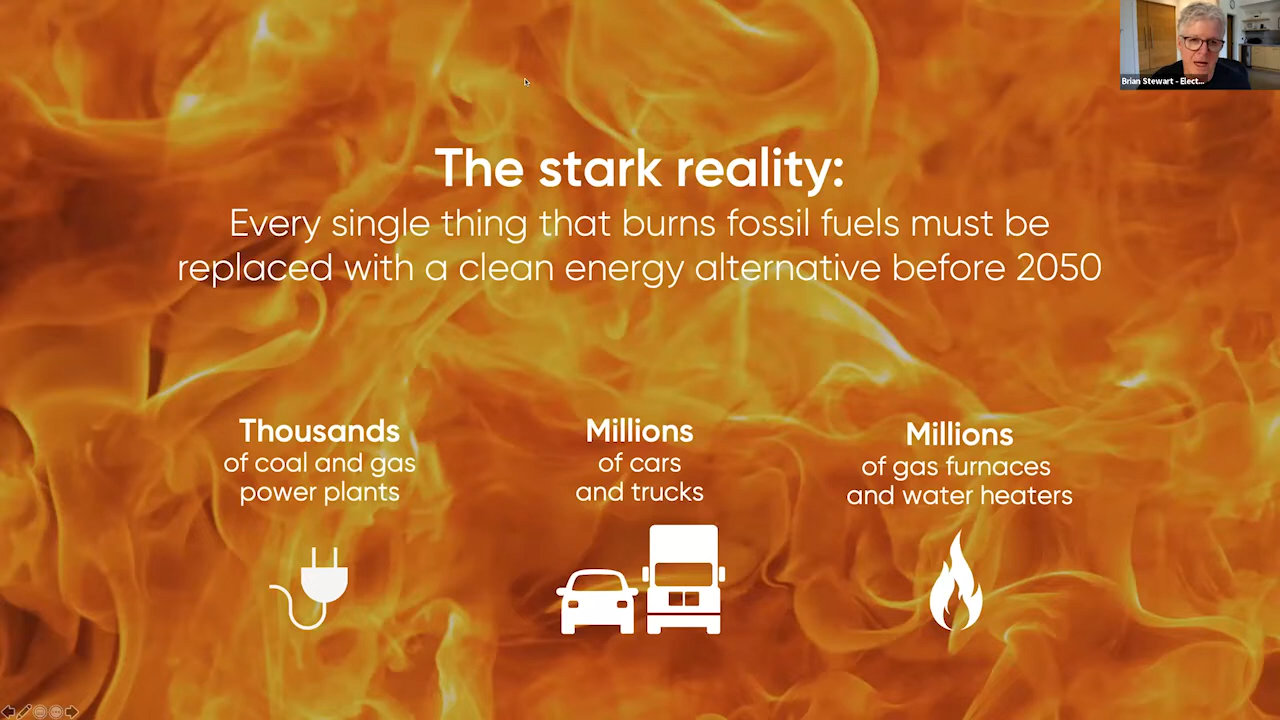 Brian Stewart - Elect...
The stark reality:
Every single thing that burns fossil fuels must be
replaced with a clean energy alternative before 2050
Thousands
of coal and gas
power plants
Millions
of cars
and trucks
Millions
of gas furnaces
and water heaters